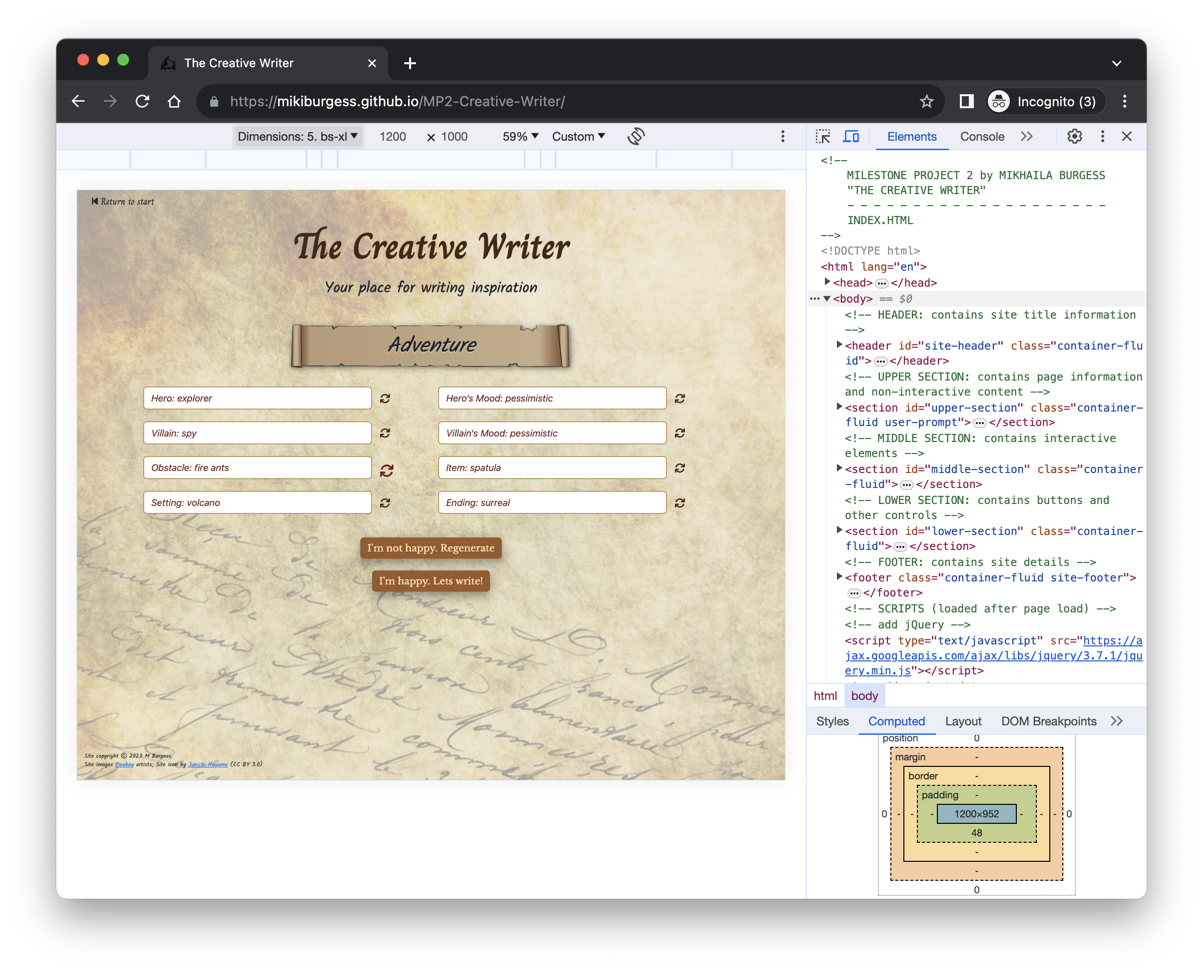 The Creative Writer
https://mikiburgess.github.io/MP2-Creative-Writer/
Incognito (3)
Dimensions: 5. bs-xl 1200 × 1000 59% Custom
Elements Console
Return to start
The Creative Writer
Your place for writing inspiration
Adventure
Hero: explorer
Hero's Mood: pessimistic
Villain: spy
Villain's Mood: pessimistic
Obstacle: fire ants
Item: spatula
Setting: volcano
Ending: surreal
I'm not happy. Regenerate
I'm happy. Lets write!
Site copyright © 2023 M Burgess.
Site images Pixabay artists; Site icon by Junichi Hayama (CC BY 3.0)
<!--
MILESTONE PROJECT 2 by MIKHAILA BURGESS
"THE CREATIVE WRITER"
- - - - - - - - - - - - - - - - - - - -
INDEX.HTML
-->
<!DOCTYPE html>
<html lang="en">
<head> ••• </head>
••• <body> == $0
<!-- HEADER: contains site title information
-->
<header id="site-header" class="container-flu
id"> ••• </header>
<!-- UPPER SECTION: contains page information
and non-interactive content -->
<section id="upper-section" class="container-
fluid user-prompt"> ••• </section>
<!-- MIDDLE SECTION: contains interactive
elements -->
<section id="middle-section" class="container
-fluid"> ••• </section>
<!-- LOWER SECTION: contains buttons and
other controls -->
<section id="lower-section" class="container-
fluid"> ••• </section>
<!-- FOOTER: contains site details -->
<footer class="container-fluid site-footer">
••• </footer>
<!-- SCRIPTS (loaded after page load) -->
<!-- add jQuery -->
<script type="text/javascript" src="https://a
jax.googleapis.com/ajax/libs/jquery/3.7.1/jqu
ery.min.js"></script>
html body
Styles Computed Layout DOM Breakpoints
position 0
margin -
border -
padding -
0 - - - 1200×952 - - - 0
48
-
-
0